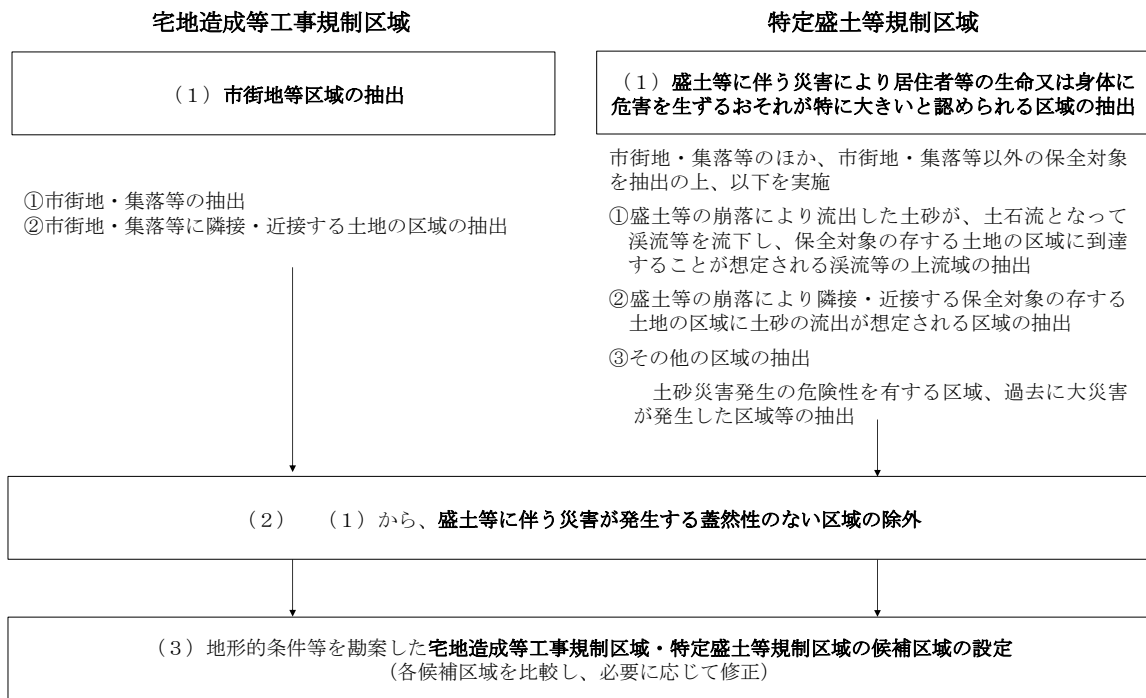 宅地造成等工事規制区域
（１）市街地等区域の抽出
①市街地・集落等の抽出
②市街地・集落等に隣接・近接する土地の区域の抽出
特定盛土等規制区域
（１）盛土等に伴う災害により居住者等の生命又は身体に
危害を生ずるおそれが特に大きいと認められる区域の抽出
市街地・集落等のほか、市街地・集落等以外の保全対象
を抽出の上、以下を実施
①盛土等の崩落により流出した土砂が、土石流となって
渓流等を流下し、保全対象の存する土地の区域に到達
することが想定される渓流等の上流域の抽出
②盛土等の崩落により隣接・近接する保全対象の存する
土地の区域に土砂の流出が想定される区域の抽出
③その他の区域の抽出
土砂災害発生の危険性を有する区域、過去に大災害
が発生した区域等の抽出
（２）　（１）から、盛土等に伴う災害が発生する蓋然性のない区域の除外
（３）地形的条件等を勘案した宅地造成等工事規制区域・特定盛土等規制区域の候補区域の設定
（各候補区域を比較し、必要に応じて修正）